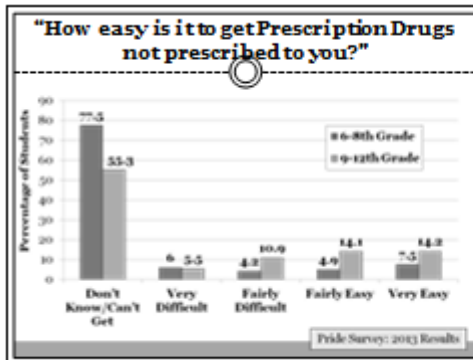 “How easy is it to get Prescription Drugs
not prescribed to you?”
90
80
70
60
50
40
30
20
10
0
Percentage of Students
77.5
55.3
6
5.5
4.2
10.9
4.9
14.1
7.5
14.2
6-8th Grade
9-12th Grade
Don't
Know/Can't
Get
Very
Difficult
Fairly
Difficult
Fairly Easy
Very Easy
Pride Survey: 2013 Results